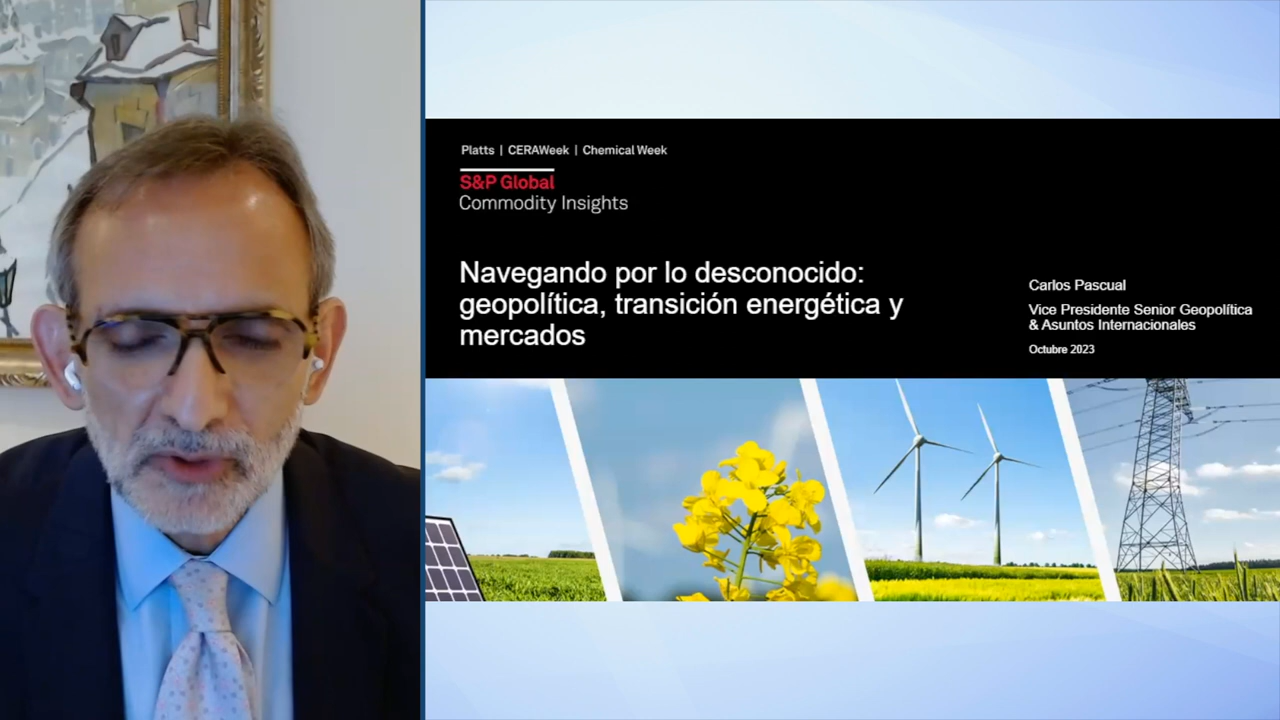 Platts | CERAWeek | Chemical Week
S&P Global
Commodity Insights
Navegando por lo desconocido:
geopolítica, transición energética y
mercados
Carlos Pascual
Vice Presidente Senior Geopolítica
& Asuntos Internacionales
Octubre 2023